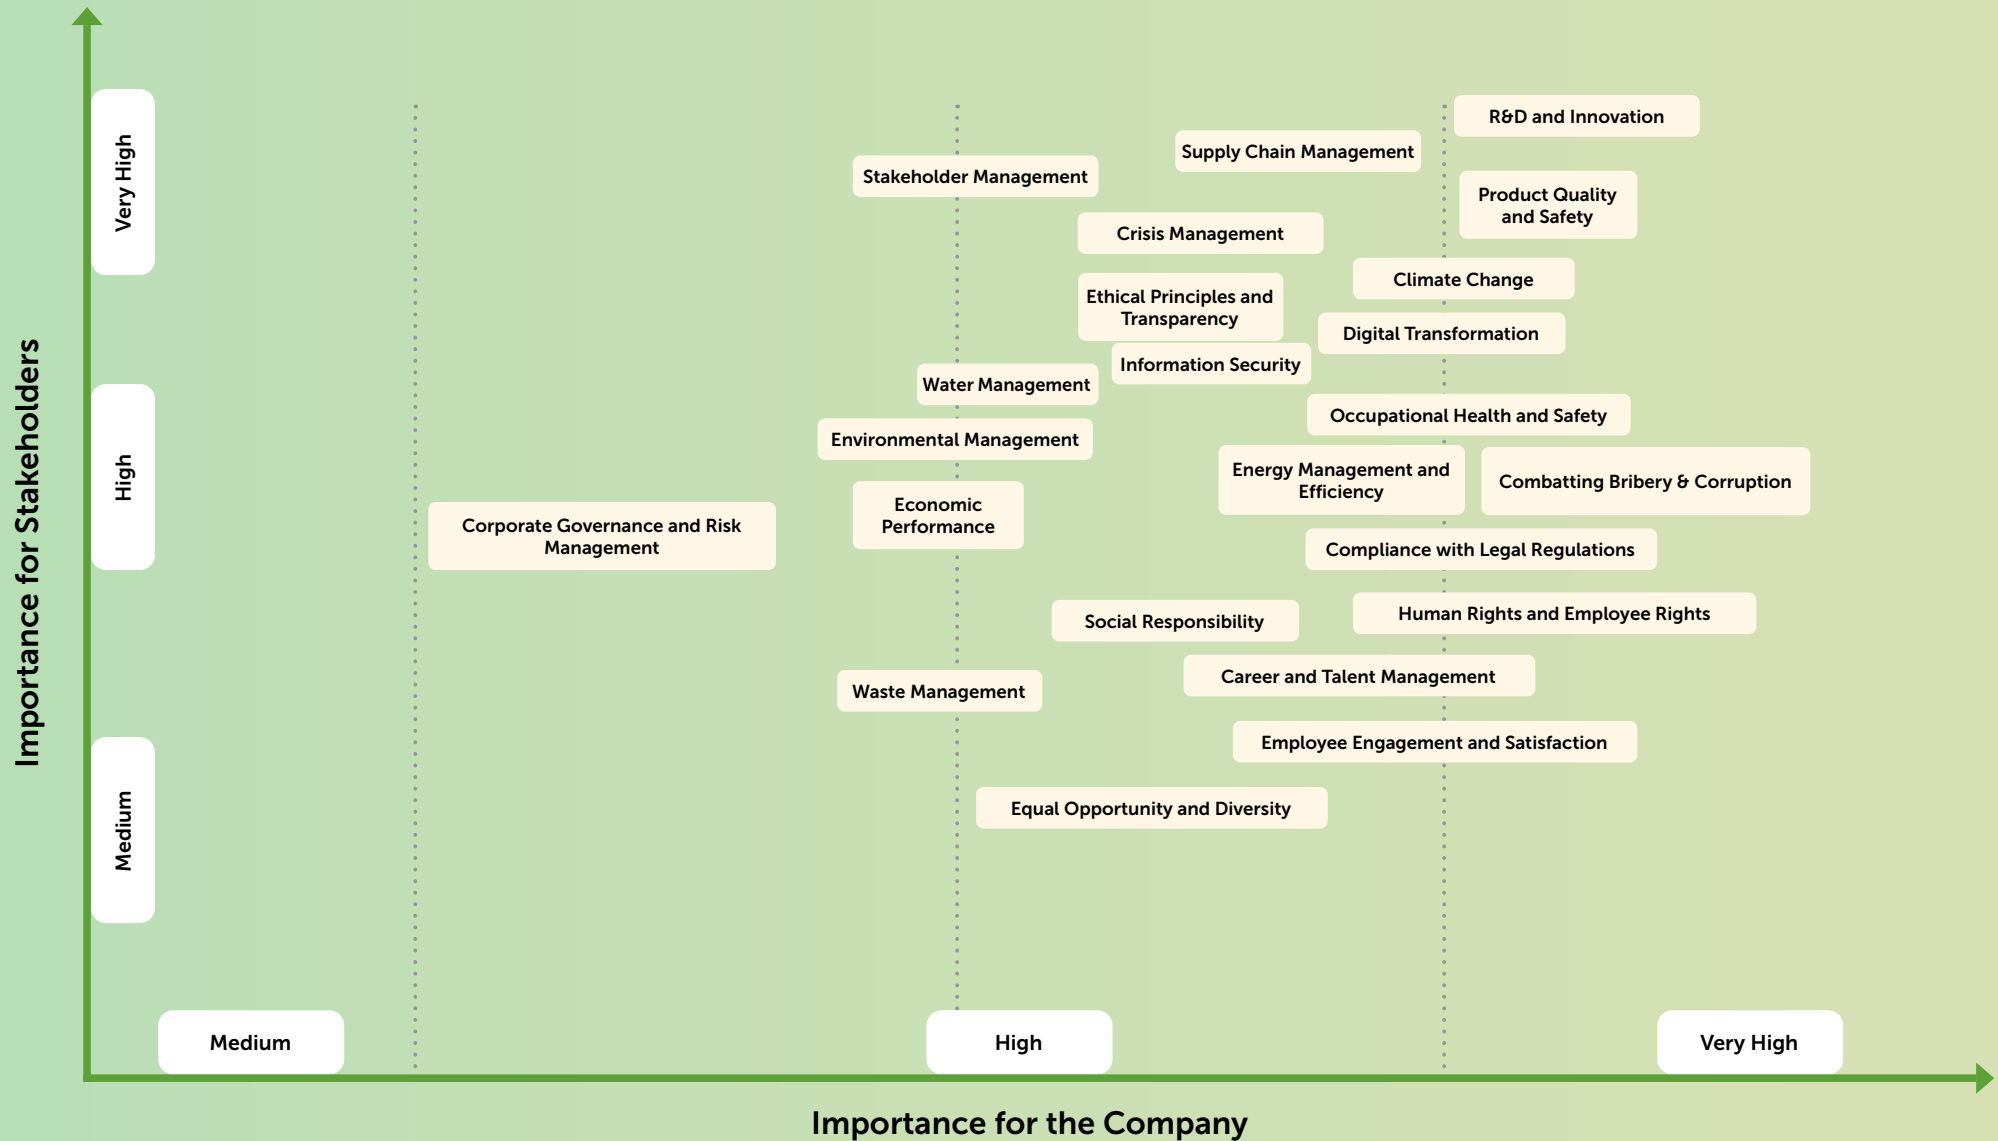 R&D and Innovation
Supply Chain Management
Stakeholder Management
Product Quality
and Safety
Crisis Management
Climate Change
Ethical Principles and
Transparency
Digital Transformation
Information Security
Water Management
Occupational Health and Safety
Environmental Management
Energy Management and
Efficiency
Combatting Bribery & Corruption
Economic
Performance
Corporate Governance and Risk
Management
Compliance with Legal Regulations
Social Responsibility
Human Rights and Employee Rights
Career and Talent Management
Waste Management
Employee Engagement and Satisfaction
Equal Opportunity and Diversity
Importance for Stakeholders
Very High
High
Medium
Medium
High
Very High
Importance for the Company